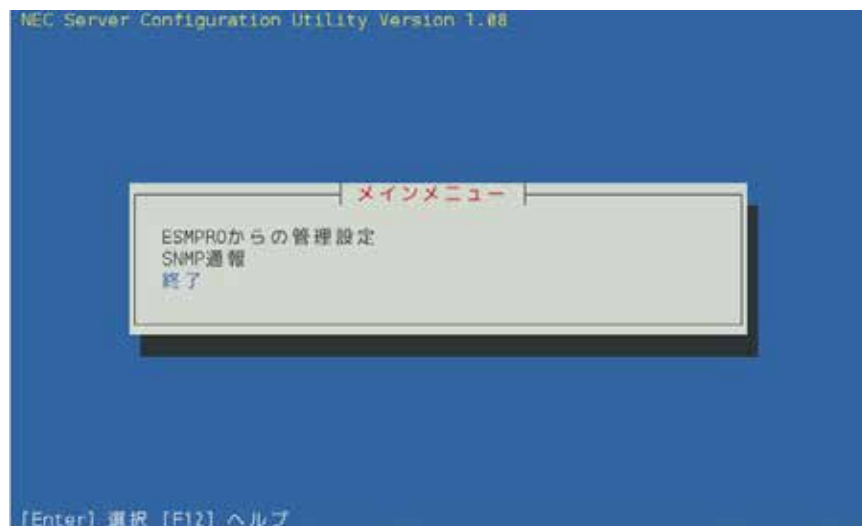 NEC Server Configuration Utility Version 1.08
メインメニュー
ESMPROからの管理設定
SNMP通報
終了
[Enter] 選択 [F12] ヘルプ